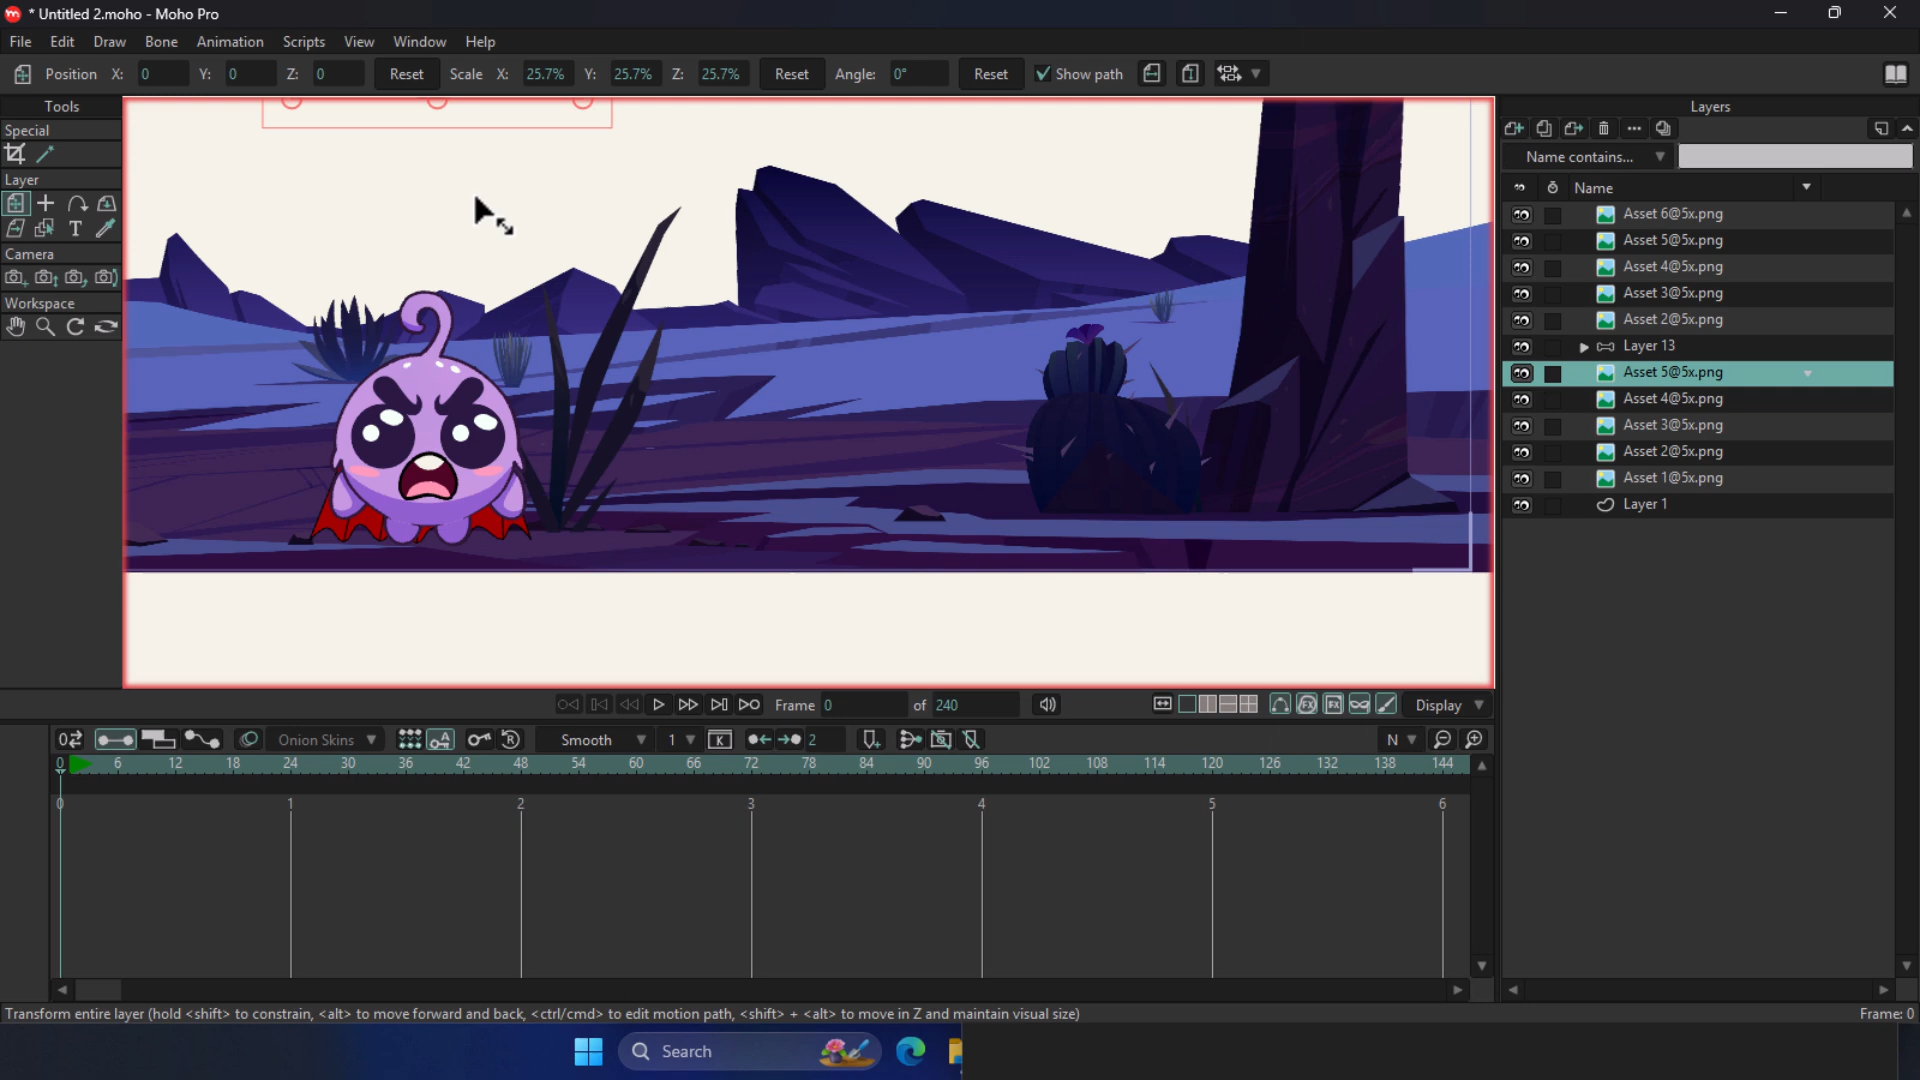 * Untitled 2.moho - Moho Pro
File Edit Draw Bone Animation Scripts View Window Help
Position X: 0 Y: 0 Z: 0 Reset Scale X: 25.7% Y: 25.7% Z: 25.7% Reset Angle: 0° Reset Show path
Tools
Special
Layer
T
Camera
Workspace
Layers
Name contains...
Name
Asset 6@5x.png
Asset 5@5x.png
Asset 4@5x.png
Asset 3@5x.png
Asset 2@5x.png
Layer 13
Asset 5@5x.png
Asset 4@5x.png
Asset 3@5x.png
Asset 2@5x.png
Asset 1@5x.png
Layer 1
Frame 0 of 240
Display
Onion Skins Smooth 1 K 2 N
0 6 12 18 24 30 36 42 48 54 60 66 72 78 84 90 96 102 108 114 120 126 132 138 144
0 1 2 3 4 5 6
Transform entire layer (hold <shift> to constrain, <alt> to move forward and back, <ctrl/cmd> to edit motion path, <shift> + <alt> to move in Z and maintain visual size)
Frame: 0
Search